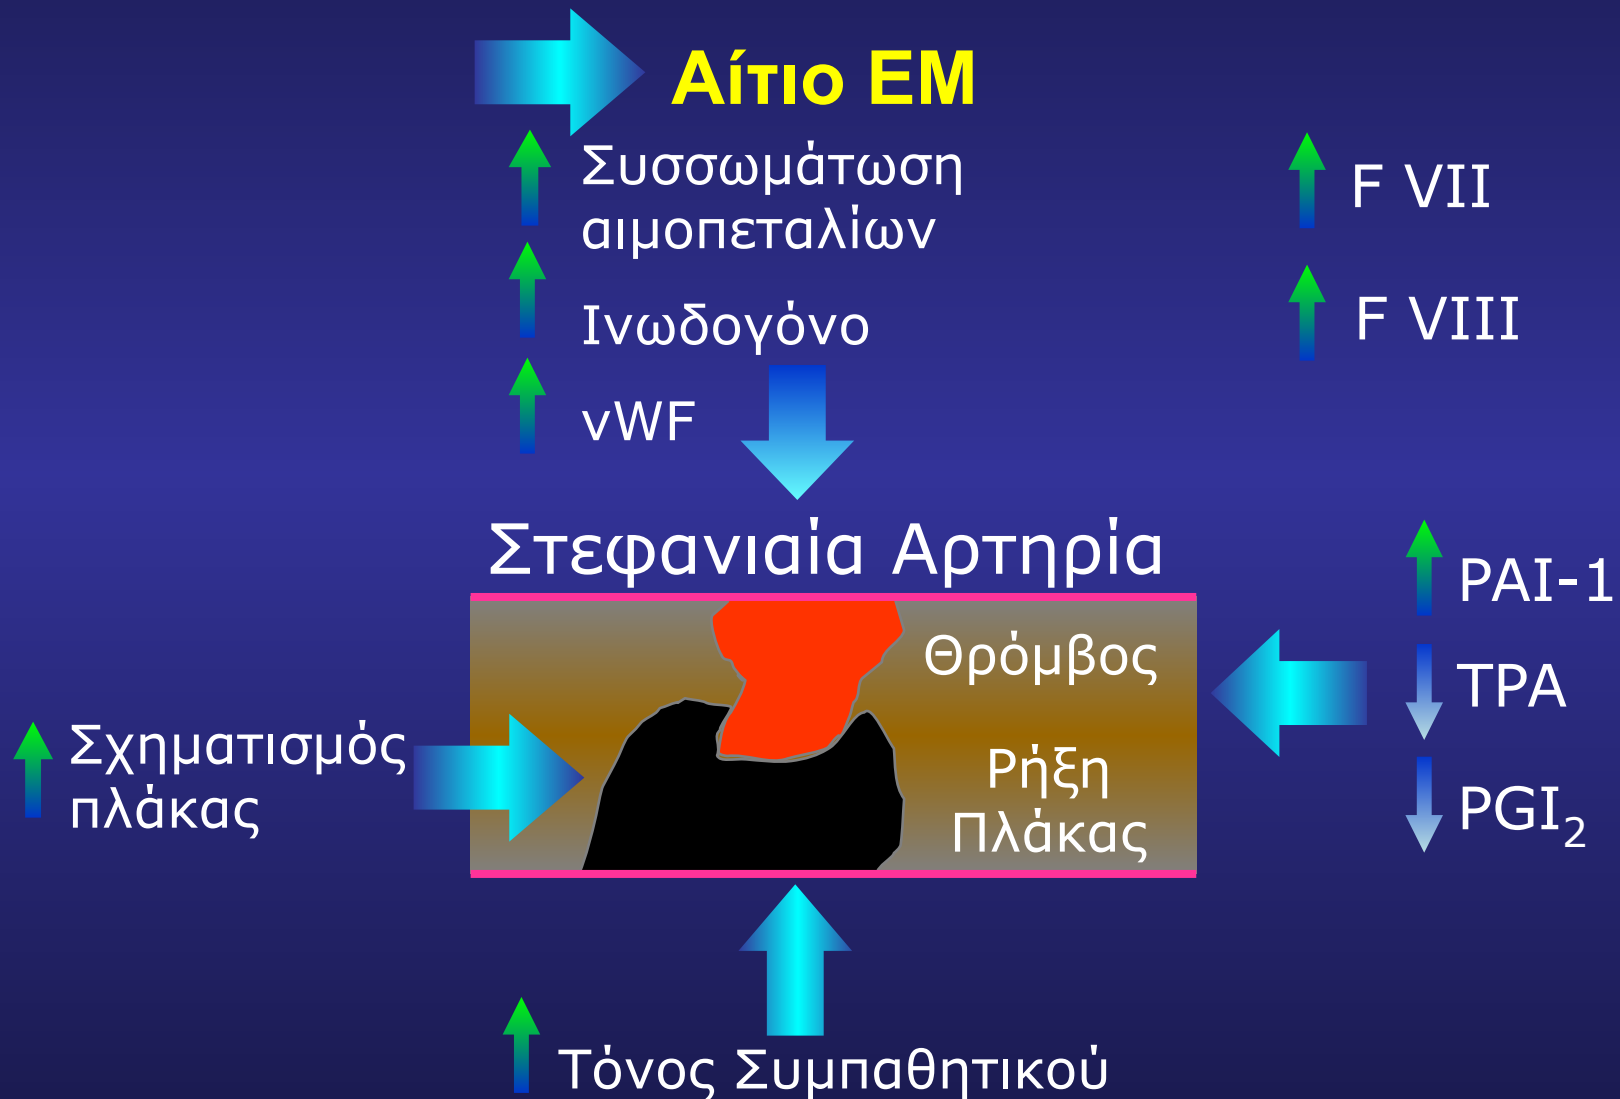 Αίτιο ΕΜ
Συσσωμάτωση
αιμοπεταλίων
Ινωδογόνο
vWF
F VII
F VIII
Στεφανιαία Αρτηρία
Θρόμβος
Ρήξη
Πλάκας
PAI-1
TPA
PGI₂
Σχηματισμός
πλάκας
Τόνος Συμπαθητικού